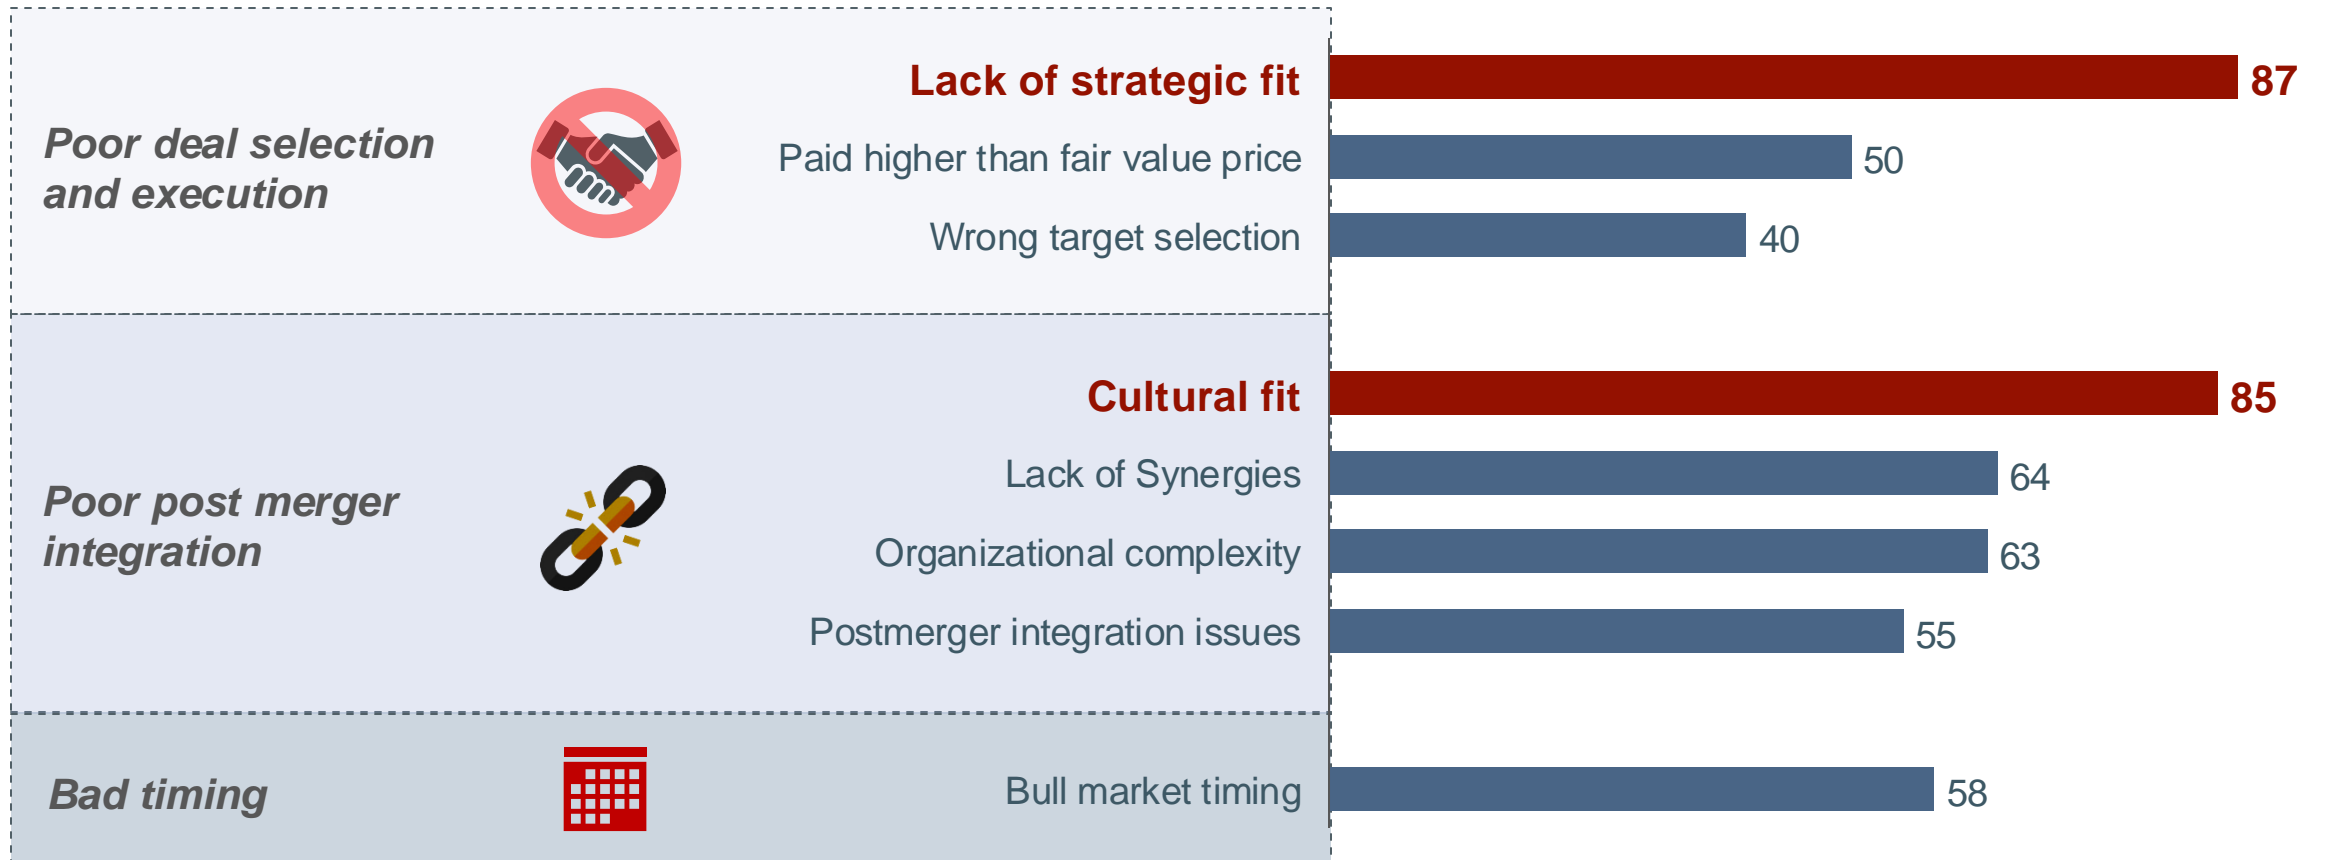 Poor deal selection
and execution
Lack of strategic fit 87
Paid higher than fair value price 50
Wrong target selection 40
Poor post merger
integration
Cultural fit 85
Lack of Synergies 64
Organizational complexity 63
Postmerger integration issues 55
Bad timing
Bull market timing 58